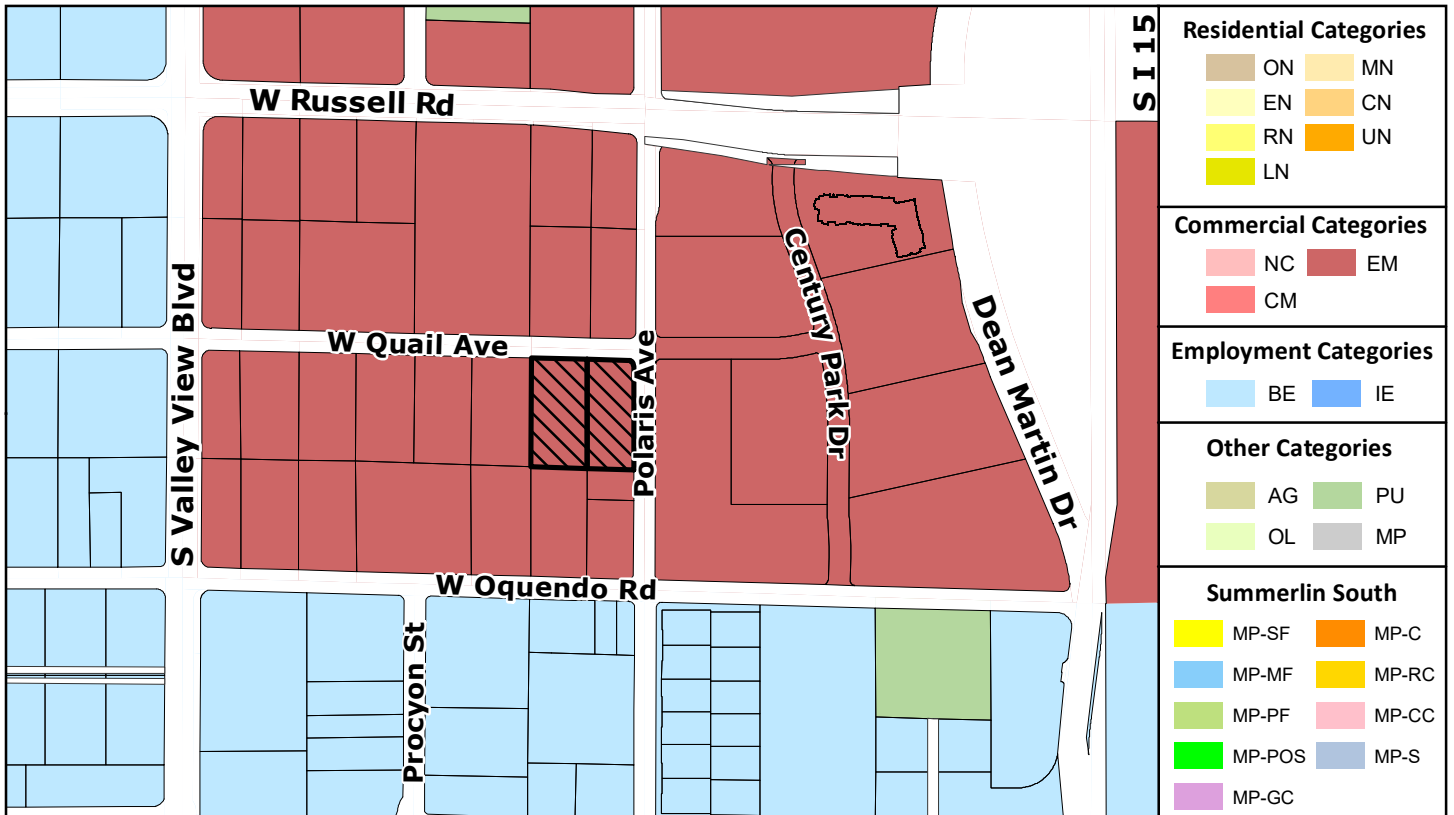 W Russell Rd
S I 15
S Valley View Blvd
W Quail Ave
Polaris Ave
Century Park Dr
Dean Martin Dr
W Oquendo Rd
Procyon St
Residential Categories
ON MN
EN CN
RN UN
LN
Commercial Categories
NC EM
CM
Employment Categories
BE IE
Other Categories
AG PU
OL MP
Summerlin South
MP-SF MP-C
MP-MF MP-RC
MP-PF MP-CC
MP-POS MP-S
MP-GC